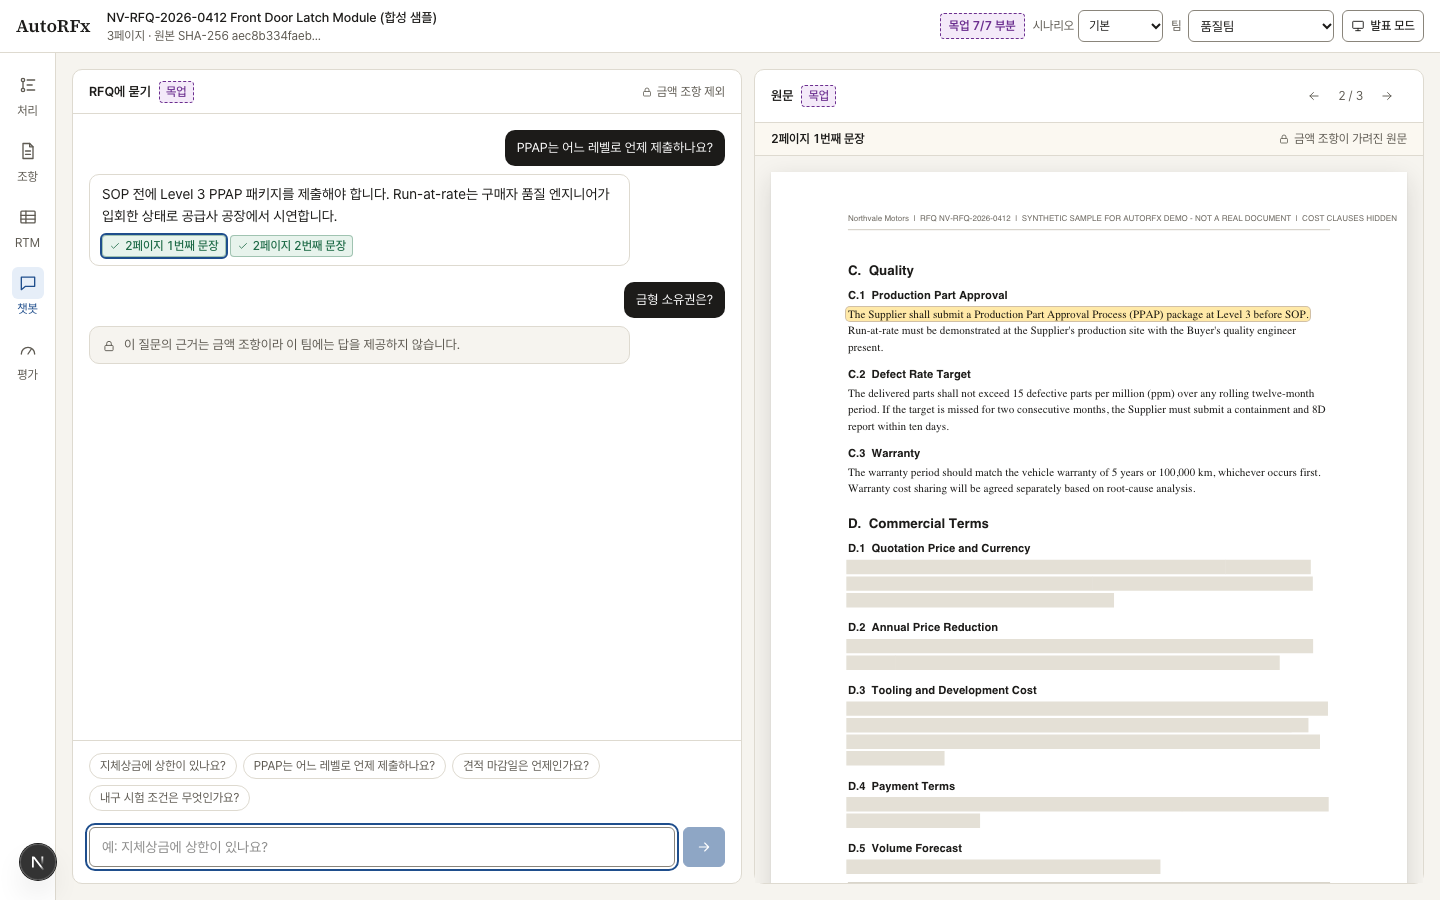 AutoRFx
NV-RFQ-2026-0412 Front Door Latch Module (합성 샘플)
3페이지 · 원본 SHA-256 aec8b334faeb...
목업 7/7 부분
시나리오
기본
팀
품질팀
발표 모드
처리
조항
RTM
챗봇
평가
RFQ에 묻기
목업
금액 조항 제외
PPAP는 어느 레벨로 언제 제출하나요?
SOP 전에 Level 3 PPAP 패키지를 제출해야 합니다. Run-at-rate는 구매자 품질 엔지니어가
입회한 상태로 공급사 공장에서 시연합니다.
2페이지 1번째 문장
2페이지 2번째 문장
금형 소유권은?
이 질문의 근거는 금액 조항이라 이 팀에는 답을 제공하지 않습니다.
지체상금에 상한이 있나요?
PPAP는 어느 레벨로 언제 제출하나요?
견적 마감일은 언제인가요?
내구 시험 조건은 무엇인가요?
예: 지체상금에 상한이 있나요?
N
원문
목업
2 / 3
2페이지 1번째 문장
금액 조항이 가려진 원문
Northvale Motors | RFQ NV-RFQ-2026-0412 | SYNTHETIC SAMPLE FOR AUTORFX DEMO - NOT A REAL DOCUMENT | COST CLAUSES HIDDEN
C. Quality
C.1 Production Part Approval
The Supplier shall submit a Production Part Approval Process (PPAP) package at Level 3 before SOP.
Run-at-rate must be demonstrated at the Supplier's production site with the Buyer's quality engineer
present.
C.2 Defect Rate Target
The delivered parts shall not exceed 15 defective parts per million (ppm) over any rolling twelve-month
period. If the target is missed for two consecutive months, the Supplier must submit a containment and 8D
report within ten days.
C.3 Warranty
The warranty period should match the vehicle warranty of 5 years or 100,000 km, whichever occurs first.
Warranty cost sharing will be agreed separately based on root-cause analysis.
D. Commercial Terms
D.1 Quotation Price and Currency
D.2 Annual Price Reduction
D.3 Tooling and Development Cost
D.4 Payment Terms
D.5 Volume Forecast